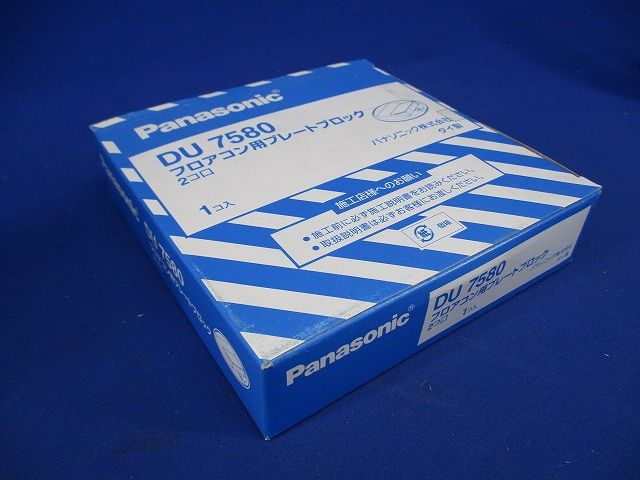 Panasonic®
DU 7580
フロアコン用プレートブロック
2コ口
1コ入
パナソニック株式会社
タイ製
施工店様へのお願い
・施工前に必ず施工説明書をお読みください。
・取扱説明書は必ずお客様にお渡しください。
紙
DU 7580
Panasonic®
DU 7580
フロアコン用プレートブロック
2コ口 1コ入